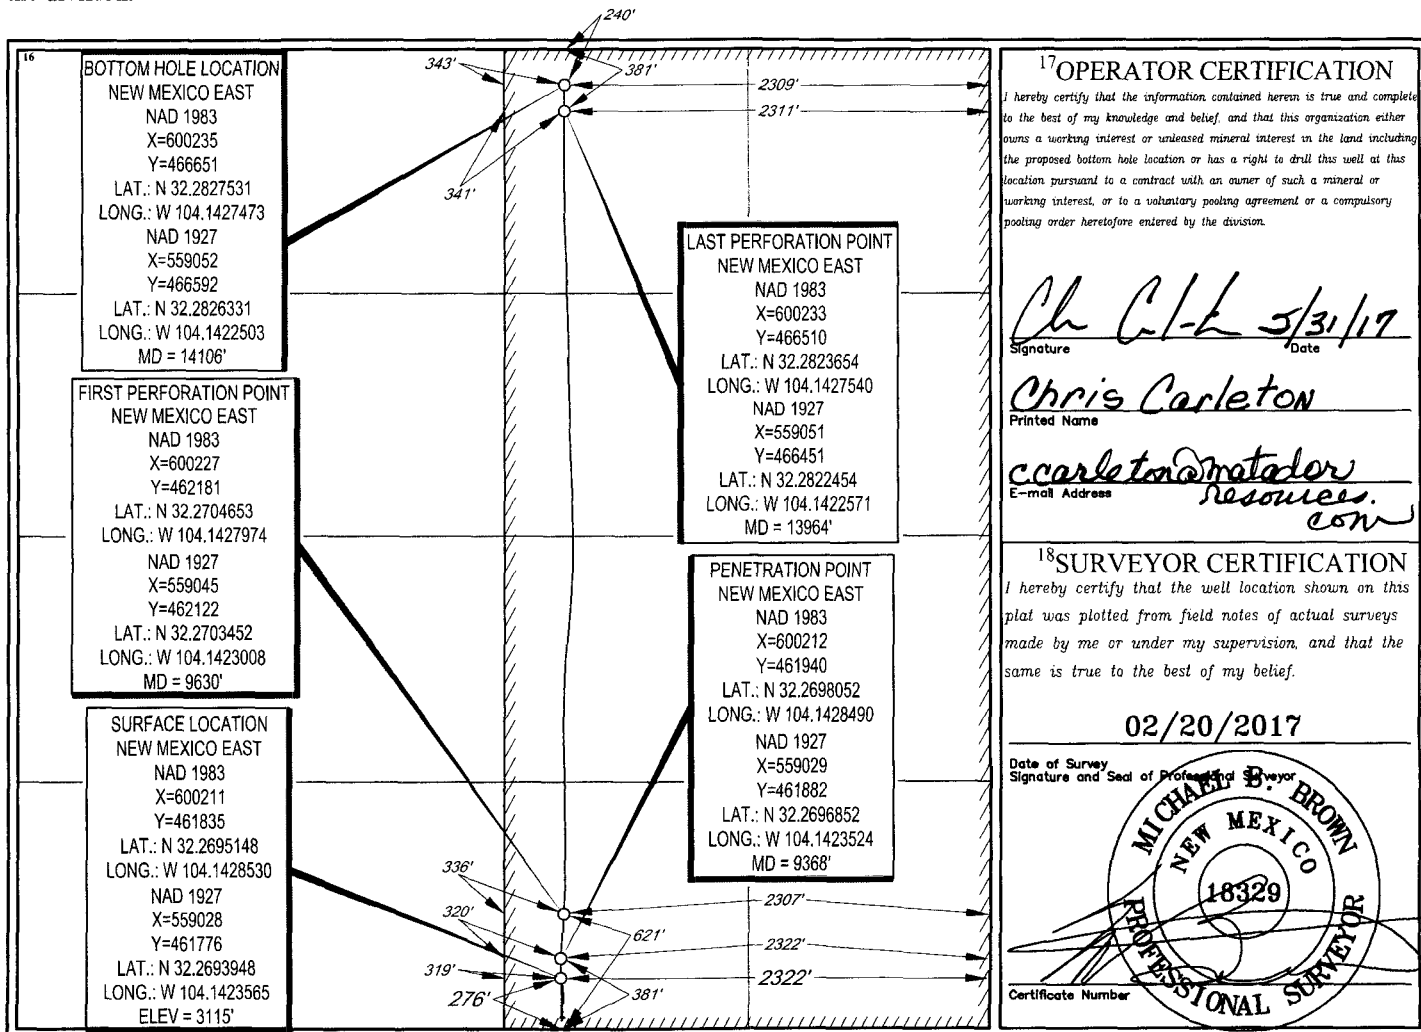 240'
16
BOTTOM HOLE LOCATION
NEW MEXICO EAST
NAD 1983
X=600235
Y=466651
LAT.: N 32.2827531
LONG.: W 104.1427473
NAD 1927
X=559052
Y=466592
LAT.: N 32.2826331
LONG.: W 104.1422503
MD = 14106'
343'
381'
2309'
2311'
341'
LAST PERFORATION POINT
NEW MEXICO EAST
NAD 1983
X=600233
Y=466510
LAT.: N 32.2823654
LONG.: W 104.1427540
NAD 1927
X=559051
Y=466451
LAT.: N 32.2822454
LONG.: W 104.1422571
MD = 13964'
FIRST PERFORATION POINT
NEW MEXICO EAST
NAD 1983
X=600227
Y=462181
LAT.: N 32.2704653
LONG.: W 104.1427974
NAD 1927
X=559045
Y=462122
LAT.: N 32.2703452
LONG.: W 104.1423008
MD = 9630'
PENETRATION POINT
NEW MEXICO EAST
NAD 1983
X=600212
Y=461940
LAT.: N 32.2698052
LONG.: W 104.1428490
NAD 1927
X=559029
Y=461882
LAT.: N 32.2696852
LONG.: W 104.1423524
MD = 9368'
SURFACE LOCATION
NEW MEXICO EAST
NAD 1983
X=600211
Y=461835
LAT.: N 32.2695148
LONG.: W 104.1428530
NAD 1927
X=559028
Y=461776
LAT.: N 32.2693948
LONG.: W 104.1423565
ELEV = 3115'
336'
320'
319'
276'
2307'
621'
2322'
2322'
381'
17 OPERATOR CERTIFICATION
I hereby certify that the information contained herein is true and complete
to the best of my knowledge and belief, and that this organization either
owns a working interest or unleased mineral interest in the land including
the proposed bottom hole location or has a right to drill this well at this
location pursuant to a contract with an owner of such a mineral or
working interest, or to a voluntary pooling agreement or a compulsory
pooling order heretofore entered by the division.
5/31/17
Signature Date
Chris Carleton
Printed Name
ccarleton@matador
resources.
com
E-mail Address
18 SURVEYOR CERTIFICATION
I hereby certify that the well location shown on this
plat was plotted from field notes of actual surveys
made by me or under my supervision, and that the
same is true to the best of my belief.
02/20/2017
Date of Survey
Signature and Seal of Professional Surveyor
MICHAEL B. BROWN
NEW MEXICO
18329
PROFESSIONAL SURVEYOR
Certificate Number